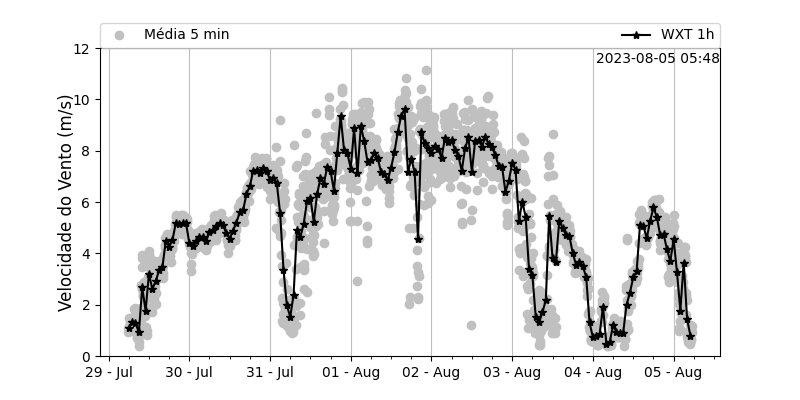 Média 5 min
WXT 1h
2023-08-05 05:48
Velocidade do Vento (m/s)
12
10
8
6
4
2
0
29 - Jul
30 - Jul
31 - Jul
01 - Aug
02 - Aug
03 - Aug
04 - Aug
05 - Aug